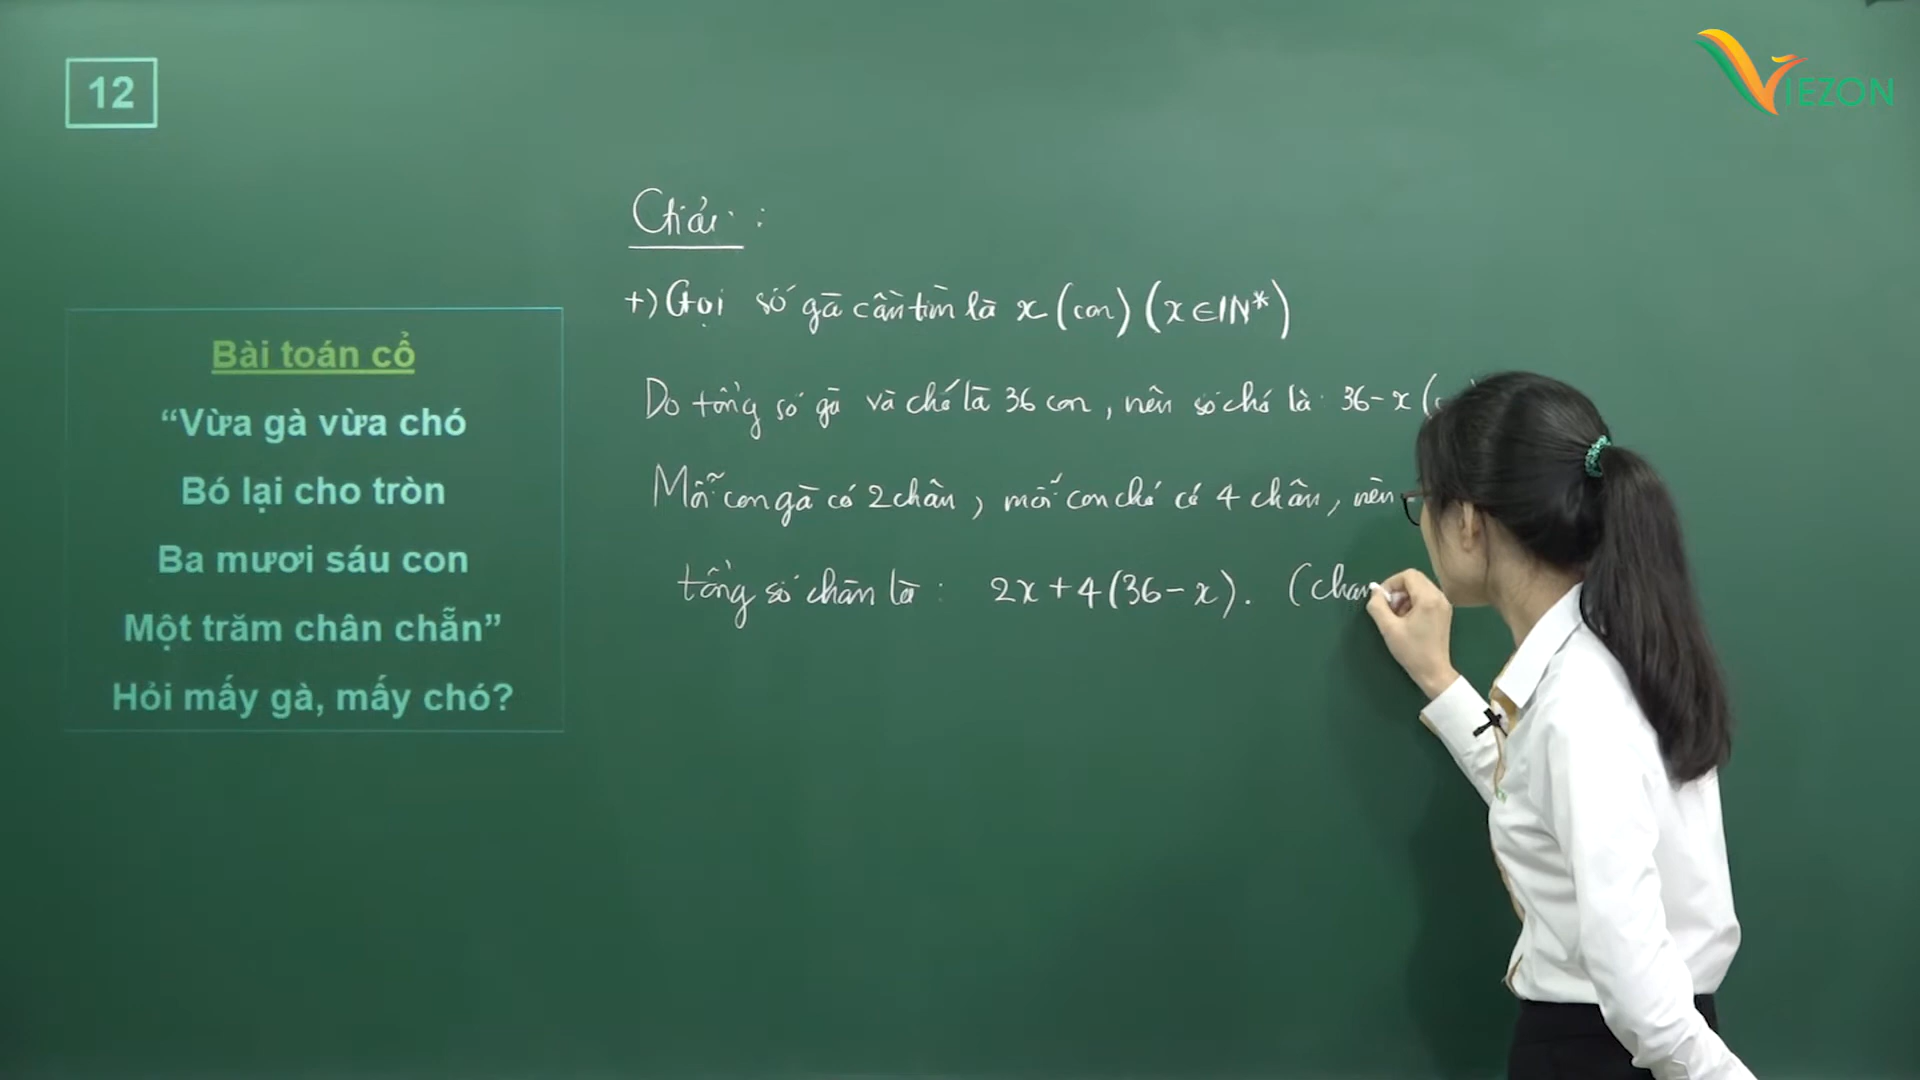 12
VIEZON
Bài toán cổ
“Vừa gà vừa chó
Bó lại cho tròn
Ba mươi sáu con
Một trăm chân chẵn”
Hỏi mấy gà, mấy chó?
Giải:
+) Gọi số gà cần tìm là x (con) (x ∈ IN*)
Do tổng số gà và chó là 36 con, nên số chó là 36 - x (
Mỗi con gà có 2 chân, mỗi con chó có 4 chân, nên
tổng số chân là: 2x + 4(36 - x). (chân